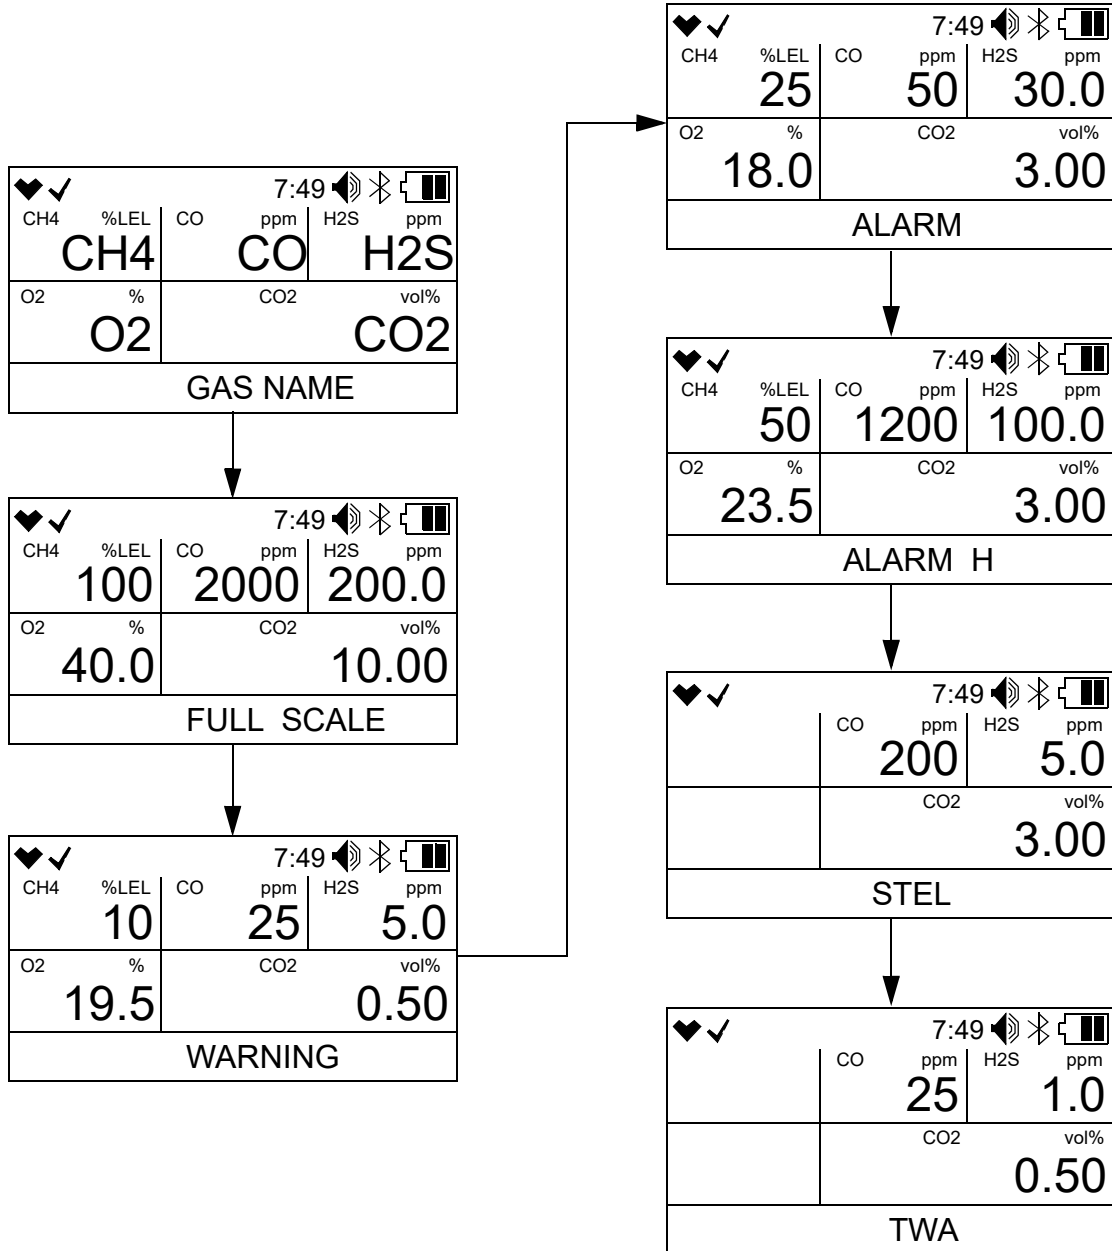 7:49
CH4 %LEL CO ppm H2S ppm
CH4 CO H2S
O2 % CO2 vol%
O2 CO2
GAS NAME
7:49
CH4 %LEL CO ppm H2S ppm
100 2000 200.0
O2 % CO2 vol%
40.0 10.00
FULL SCALE
7:49
CH4 %LEL CO ppm H2S ppm
10 25 5.0
O2 % CO2 vol%
19.5 0.50
WARNING
7:49
CH4 %LEL CO ppm H2S ppm
25 50 30.0
O2 % CO2 vol%
18.0 3.00
ALARM
7:49
CH4 %LEL CO ppm H2S ppm
50 1200 100.0
O2 % CO2 vol%
23.5 3.00
ALARM H
7:49
CO ppm H2S ppm
200 5.0
CO2 vol%
3.00
STEL
7:49
CO ppm H2S ppm
25 1.0
CO2 vol%
0.50
TWA